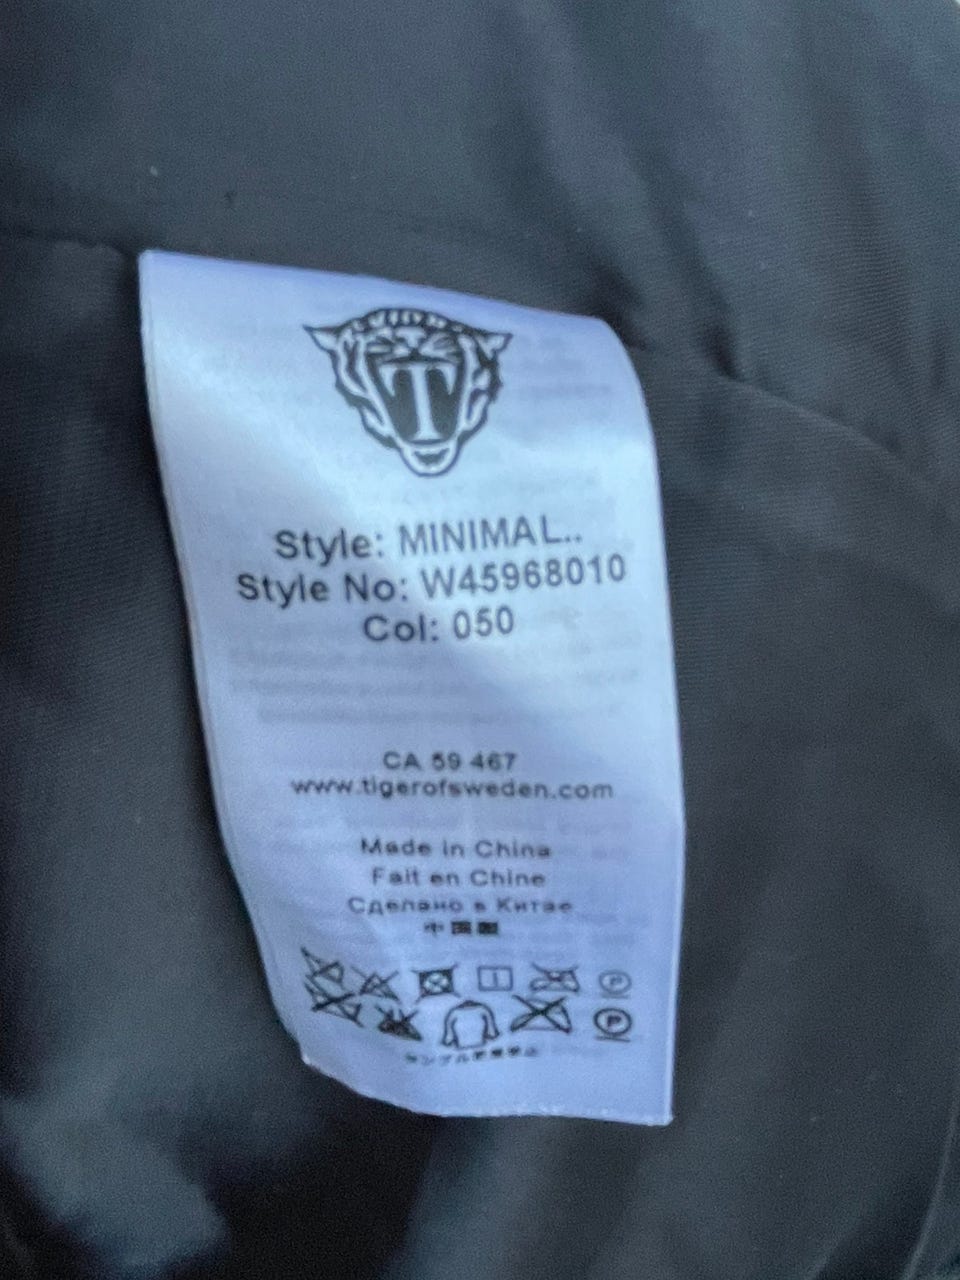 T
Style: MINIMAL..
Style No: W45968010
Col: 050
CA 59 467
www.tigerofsweden.com
Made in China
Fait en Chine
Сделано в Китае
中国製
P
P